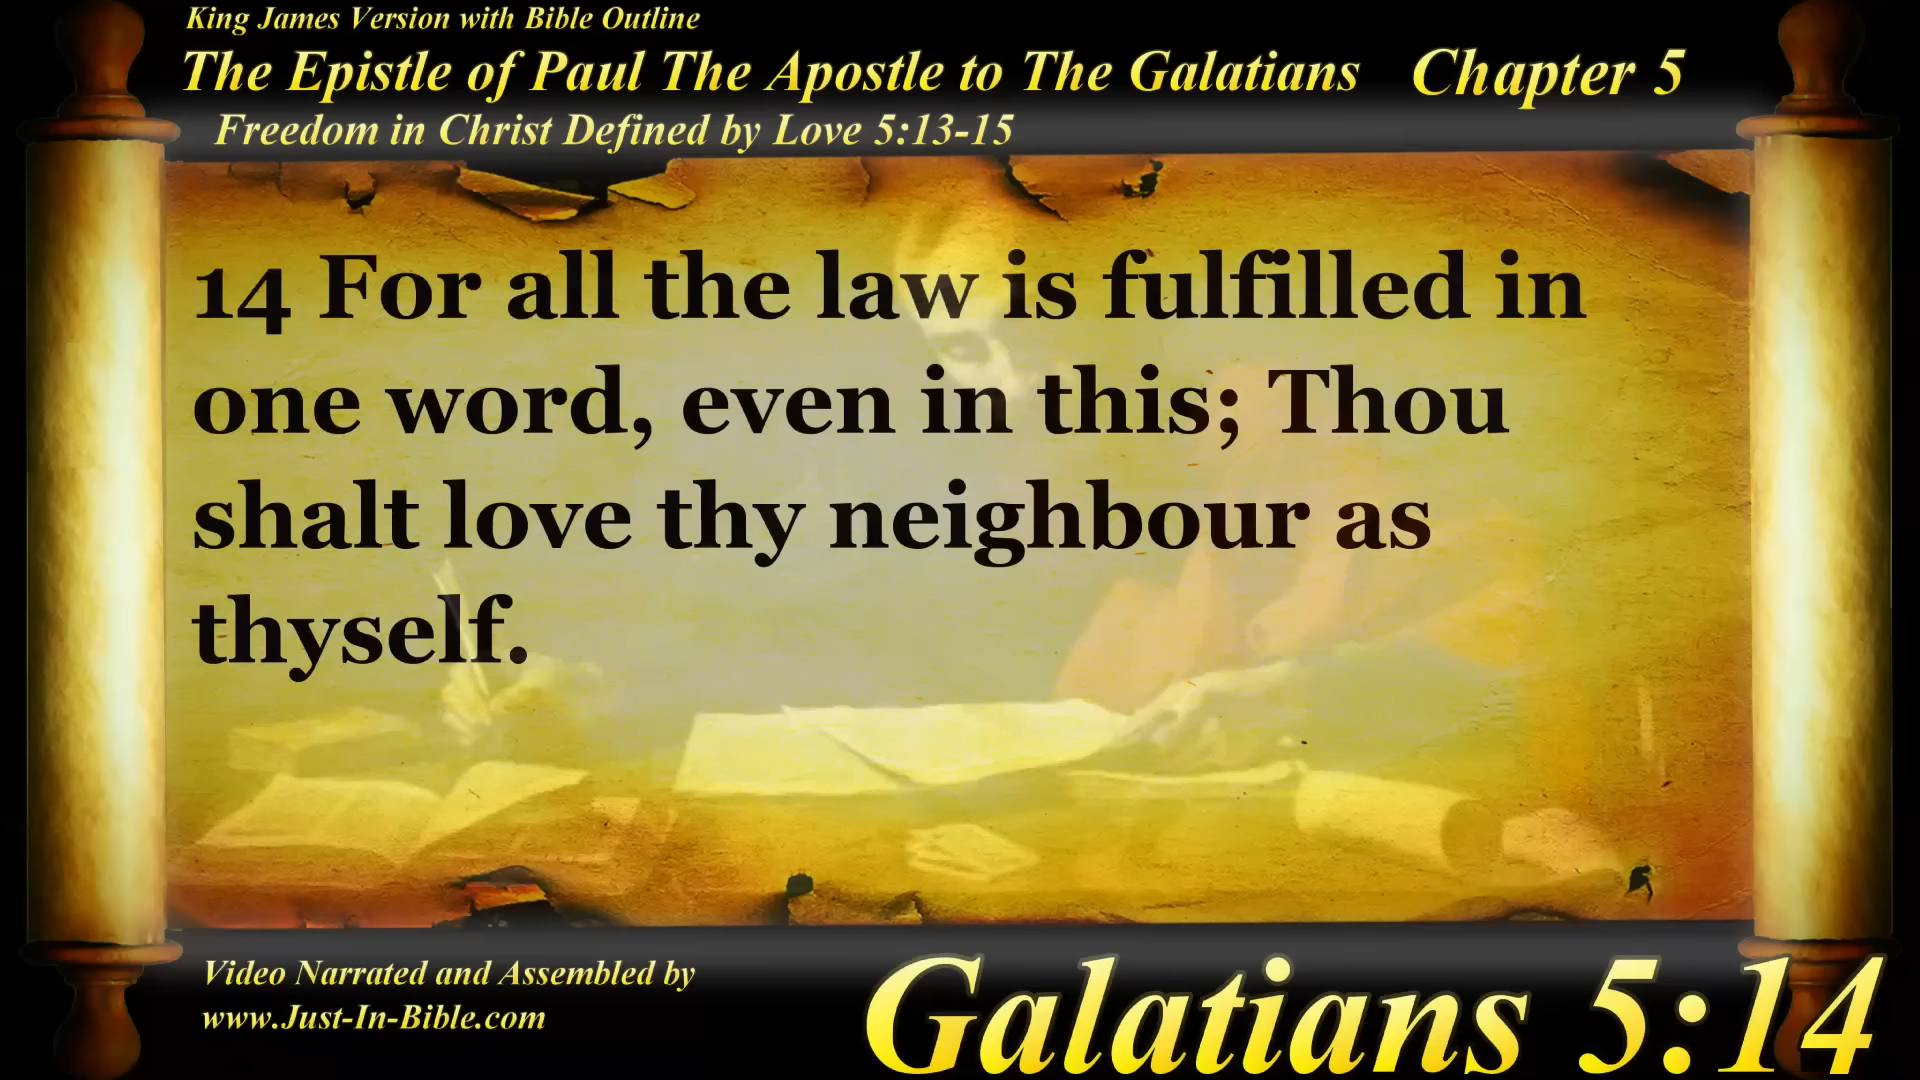 King James Version with Bible Outline
The Epistle of Paul The Apostle to The Galatians Chapter 5
Freedom in Christ Defined by Love 5:13-15
14 For all the law is fulfilled in
one word, even in this; Thou
shalt love thy neighbour as
thyself.
Video Narrated and Assembled by
www.Just-In-Bible.com
Galatians 5:14